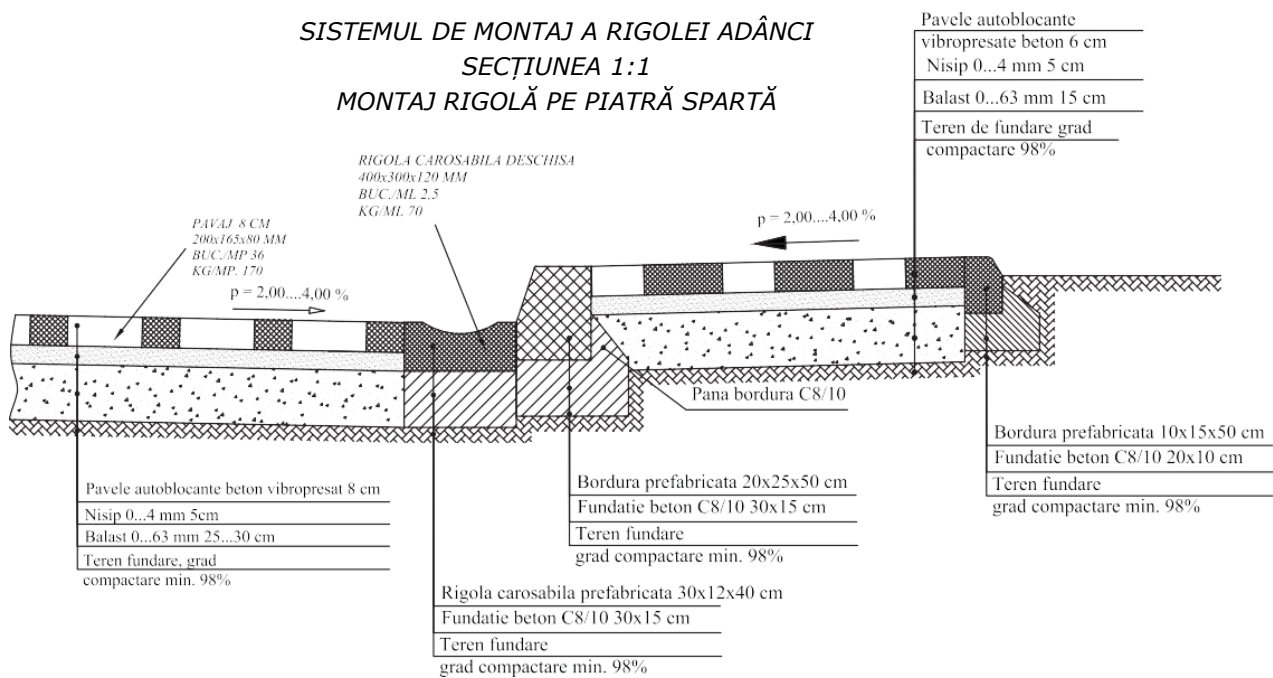 SISTEMUL DE MONTAJ A RIGOLEI ADÂNCI
SECȚIUNEA 1:1
MONTAJ RIGOLĂ PE PIATRĂ SPARTĂ
Pavele autoblocante
vibropresate beton 6 cm
Nisip 0...4 mm 5 cm
Balast 0...63 mm 15 cm
Teren de fundare grad
compactare 98%
RIGOLA CAROSABILA DESCHISA
400x300x120 MM
BUC./ML 2,5
KG/ML 70
PAVAJ 8 CM
200x165x80 MM
BUC./MP 36
KG/MP. 170
p = 2,00....4,00 %
p = 2,00....4,00 %
Pana bordura C8/10
Bordura prefabricata 10x15x50 cm
Fundatie beton C8/10 20x10 cm
Teren fundare
grad compactare min. 98%
Bordura prefabricata 20x25x50 cm
Fundatie beton C8/10 30x15 cm
Teren fundare
grad compactare min. 98%
Pavele autoblocante beton vibropresat 8 cm
Nisip 0...4 mm 5cm
Balast 0...63 mm 25...30 cm
Teren fundare, grad
compactare min. 98%
Rigola carosabila prefabricata 30x12x40 cm
Fundatie beton C8/10 30x15 cm
Teren fundare
grad compactare min. 98%